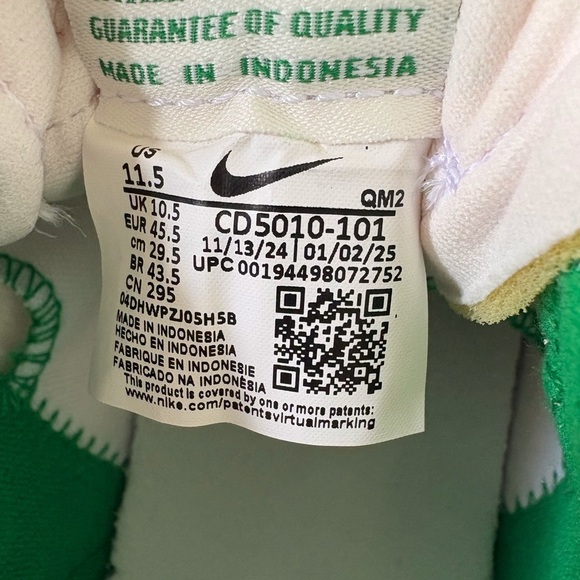 GUARANTEE OF QUALITY
MADE IN INDONESIA
US
11.5
QM2
UK 10.5
CD5010-101
EUR 45.5
11/13/24 | 01/02/25
cm 29.5
UPC 00194498072752
BR 43.5
CN 295
04DHWPZJ05H5B
MADE IN INDONESIA
HECHO EN INDONESIA
FABRIQUE EN INDONESIE
FABRICADO NA INDONESIA
This product is covered by one or more patents:
www.nike.com/patentsvirtualmarking